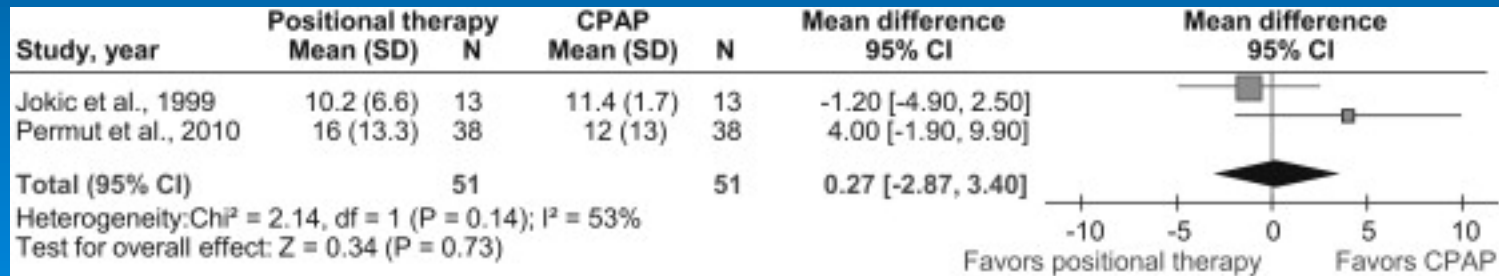 Positional therapy CPAP Mean difference Mean difference
Study, year Mean (SD) N Mean (SD) N 95% CI 95% CI
Jokic et al., 1999 10.2 (6.6) 13 11.4 (1.7) 13 -1.20 [-4.90, 2.50]
Permut et al., 2010 16 (13.3) 38 12 (13) 38 4.00 [-1.90, 9.90]
Total (95% CI) 51 51 0.27 [-2.87, 3.40]
Heterogeneity:Chi² = 2.14, df = 1 (P = 0.14); I² = 53%
Test for overall effect: Z = 0.34 (P = 0.73)
-10 -5 0 5 10
Favors positional therapy Favors CPAP